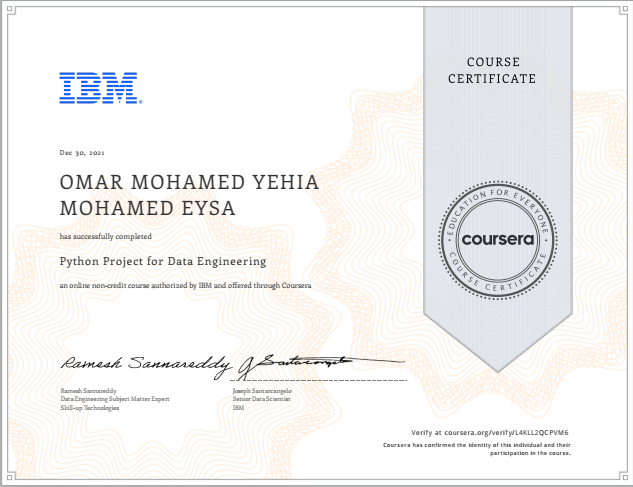 COURSE
CERTIFICATE
IBM®
Dec 30, 2021
OMAR MOHAMED YEHIA
MOHAMED EYSA
has successfully completed
Python Project for Data Engineering
an online non-credit course authorized by IBM and offered through Coursera
EDUCATION FOR EVERYONE
coursera
COURSE CERTIFICATE
Ramesh Sannareddy
J Santarcangelo
Ramesh Sannareddy
Data Engineering Subject Matter Expert
Skill-up Technologies
Joseph Santarcangelo
Senior Data Scientist
IBM
Verify at coursera.org/verify/L4KLL2QCPVM6
Coursera has confirmed the identity of this individual and their
participation in the course.